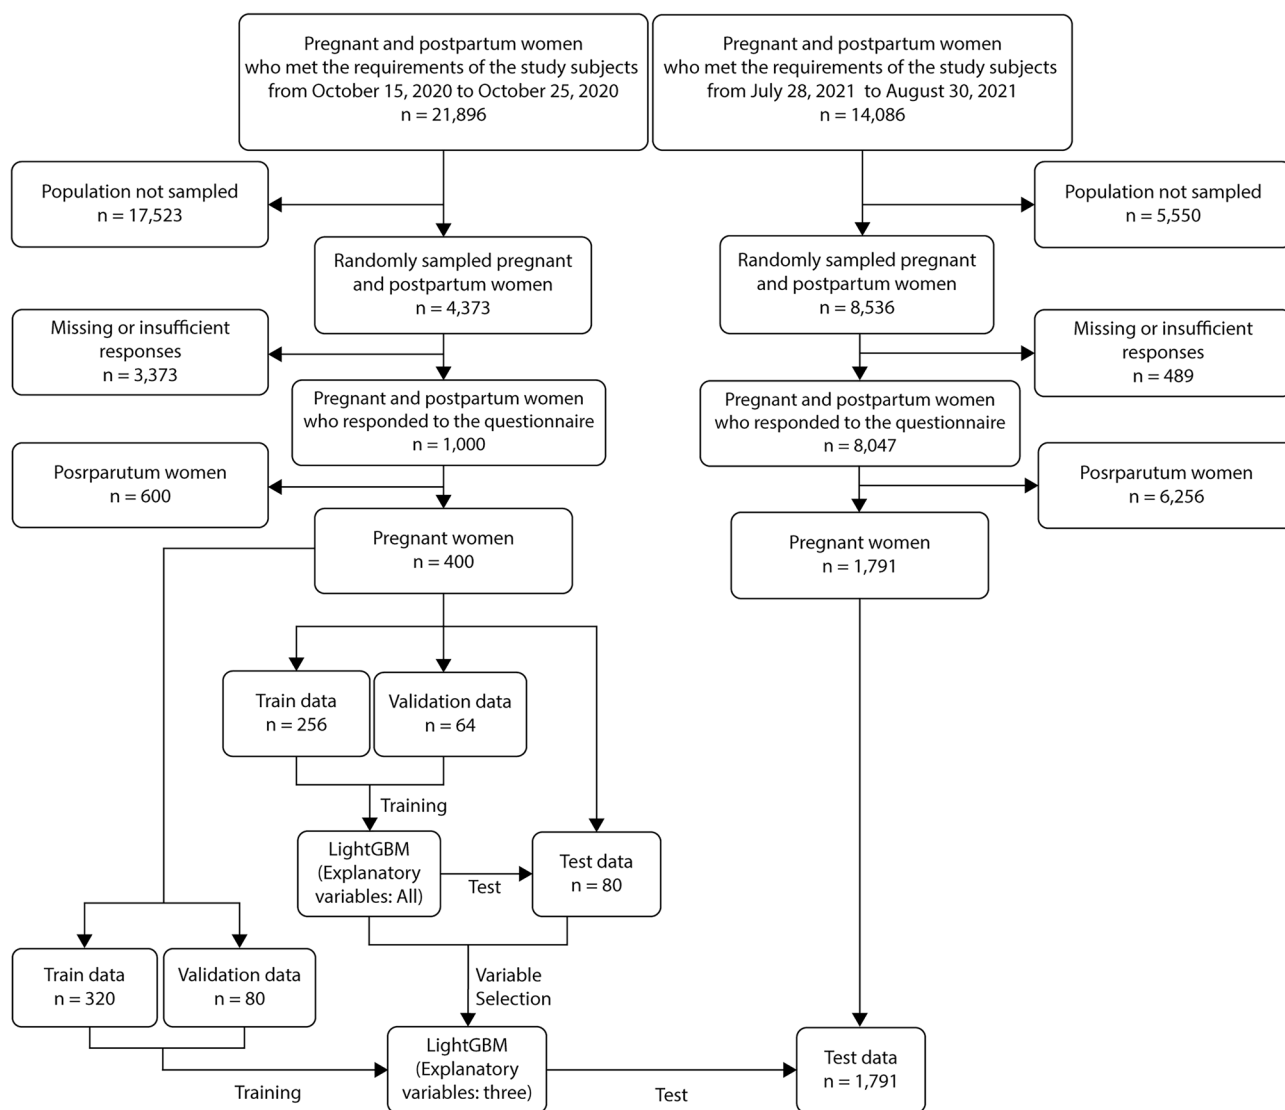 Pregnant and postpartum women
who met the requirements of the study subjects
from October 15, 2020 to October 25, 2020
n = 21,896
Pregnant and postpartum women
who met the requirements of the study subjects
from July 28, 2021 to August 30, 2021
n = 14,086
Population not sampled
n = 17,523
Population not sampled
n = 5,550
Randomly sampled pregnant
and postpartum women
n = 4,373
Randomly sampled pregnant
and postpartum women
n = 8,536
Missing or insufficient
responses
n = 3,373
Missing or insufficient
responses
n = 489
Pregnant and postpartum women
who responded to the questionnaire
n = 1,000
Pregnant and postpartum women
who responded to the questionnaire
n = 8,047
Posrparutum women
n = 600
Posrparutum women
n = 6,256
Pregnant women
n = 400
Pregnant women
n = 1,791
Train data
n = 256
Validation data
n = 64
Training
LightGBM
(Explanatory
variables: All)
Test
Test data
n = 80
Train data
n = 320
Validation data
n = 80
Variable
Selection
Training
LightGBM
(Explanatory
variables: three)
Test
Test data
n = 1,791